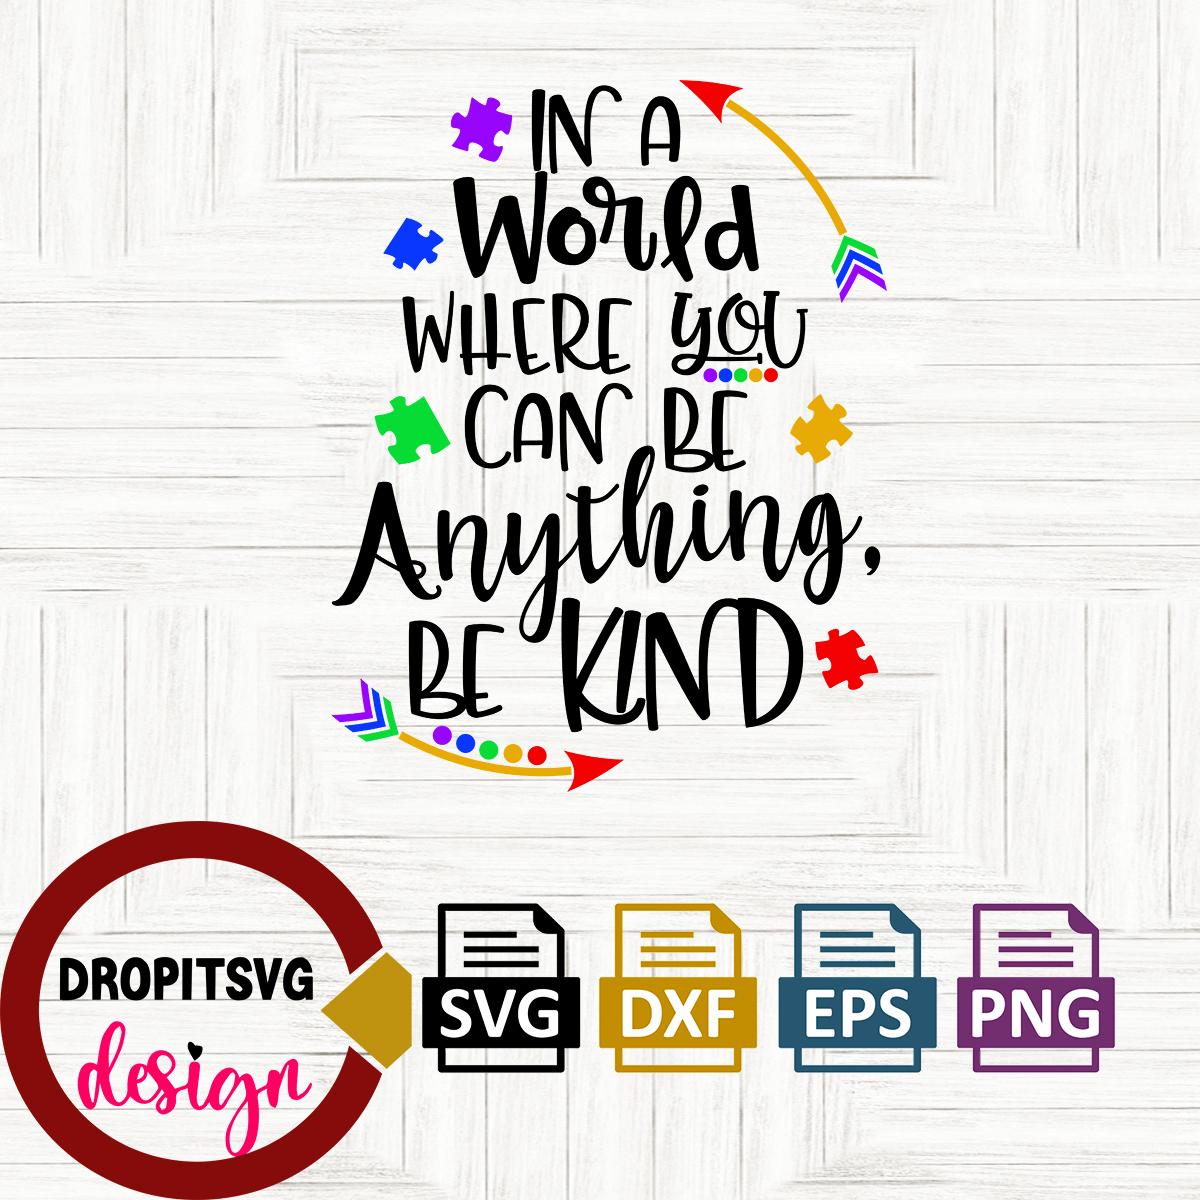 IN A
World
WHERE YOU
CAN BE
Anything,
BE KIND
DROPITSVG
design
SVG
DXF
EPS
PNG